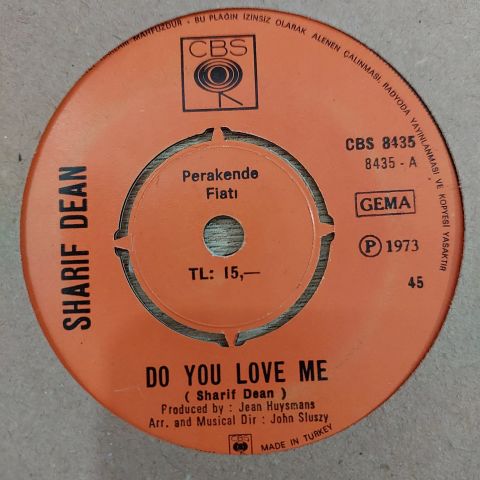 MAHFUZDUR - BU PLAĞIN İZİNSİZ OLARAK ALENEN ÇALINMASI, RADYODA YAYINLANMASI VE KOPYESİ YASAKTIR
CBS
CBS 8435
8435 - A
GEMA
P 1973
45
Perakende
Fiatı
TL: 15,—
SHARIF DEAN
DO YOU LOVE ME
( Sharif Dean )
Produced by : Jean Huysmans
Arr. and Musical Dir : John Sluszy
CBS
MADE IN TURKEY